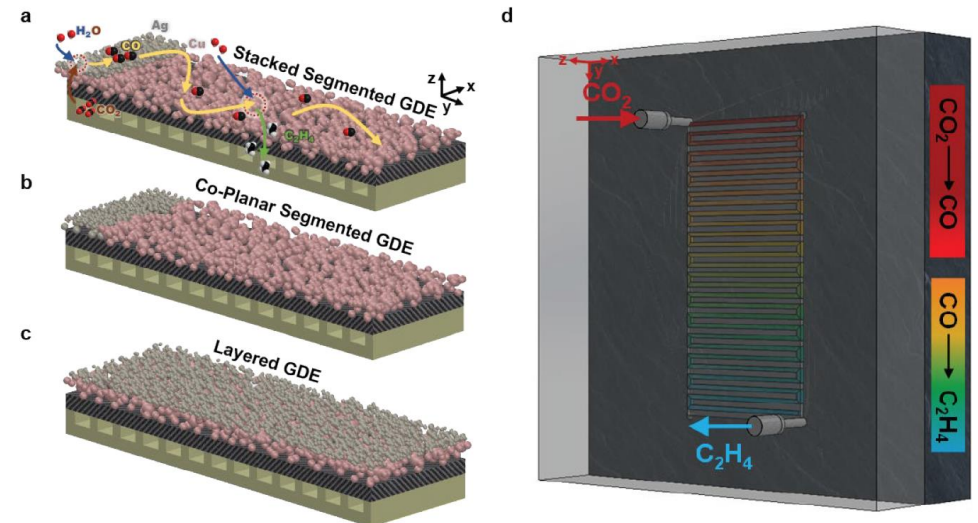 a
H₂O
CO
Ag
Cu
CO₂
C₂H₄
Stacked Segmented GDE
z
x
y
b
Co-Planar Segmented GDE
c
Layered GDE
d
z
x
y
CO₂
C₂H₄
CO₂ → CO
CO → C₂H₄